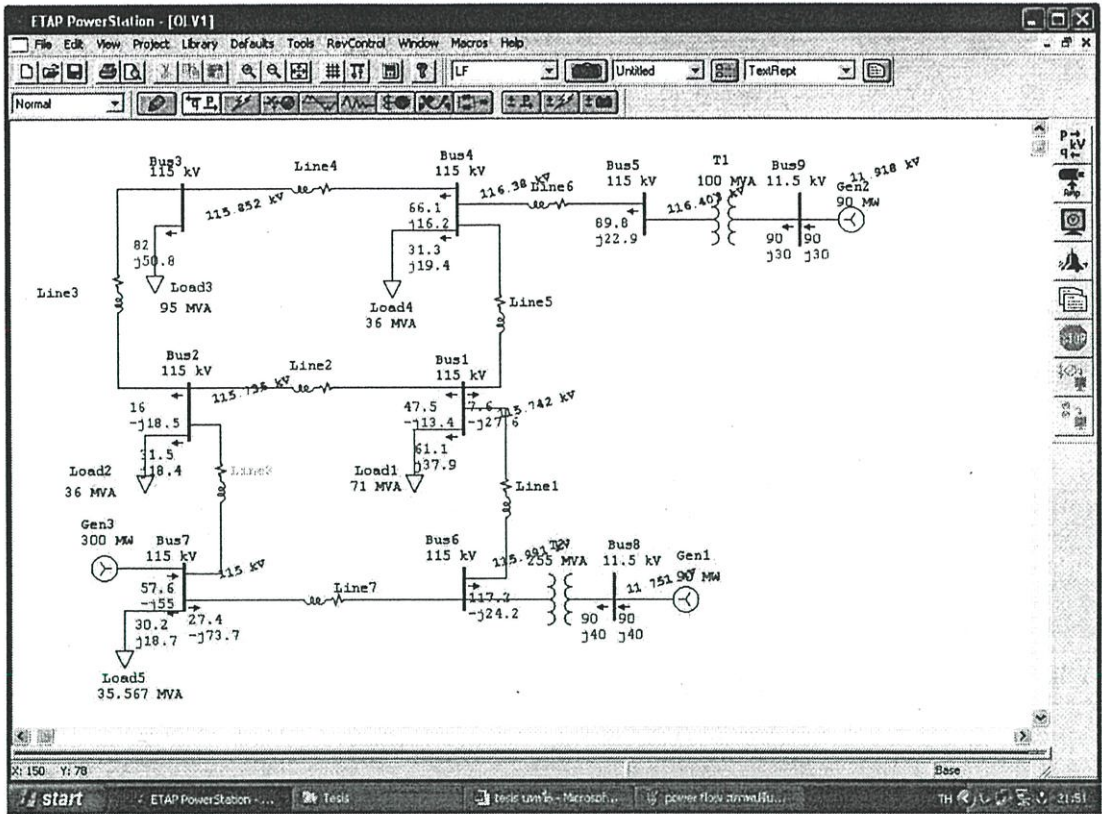 ETAP PowerStation - [OLV1]
File Edit View Project Library Defaults Tools RevControl Window Macros Help
LF Untitled TextRept
Normal
Bus3
115 kV
Line4
Bus4
115 kV
Bus5
115 kV
T1
100 MVA
Bus9
11.5 kV
11.918 kV
Gen2
90 MW
115.852 kV
116.38 kV
Line6
116.403 kV
66.1
j16.2
89.8
j22.9
82
j50.8
31.3
j19.4
90 90
j30 j30
Line3
Load3
95 MVA
Load4
36 MVA
Line5
Bus2
115 kV
Line2
Bus1
115 kV
115.735 kV
115.742 kV
16
-j18.5
47.5
-j13.4
7.6
-j27.6
31.5
j18.4
61.1
j37.9
Load2
36 MVA
Load1
71 MVA
Line1
Gen3
300 MW
Bus7
115 kV
115 kV
Bus6
115 kV
115.991 kV
T2
255 MVA
Bus8
11.5 kV
Gen1
90 MW
11.751 kV
57.6
-j55
Line7
30.2
j18.7
27.4
-j73.7
-j24.2
90 90
j40 j40
Load5
35.567 MVA
X: 150 Y: 78
Base
start
ETAP PowerStation - ...
Tesis
TH
21:51